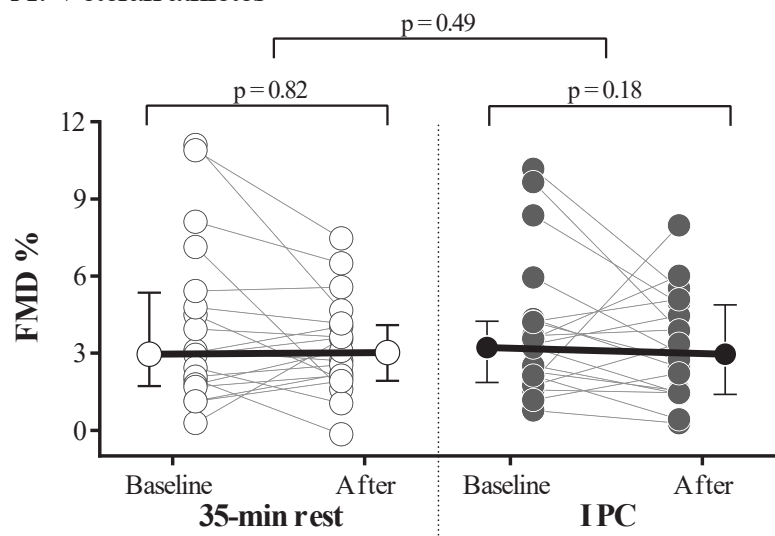 p = 0.49
p = 0.82
p = 0.18
12
9
6
3
0
FMD %
Baseline
After
Baseline
After
35-min rest
IPC